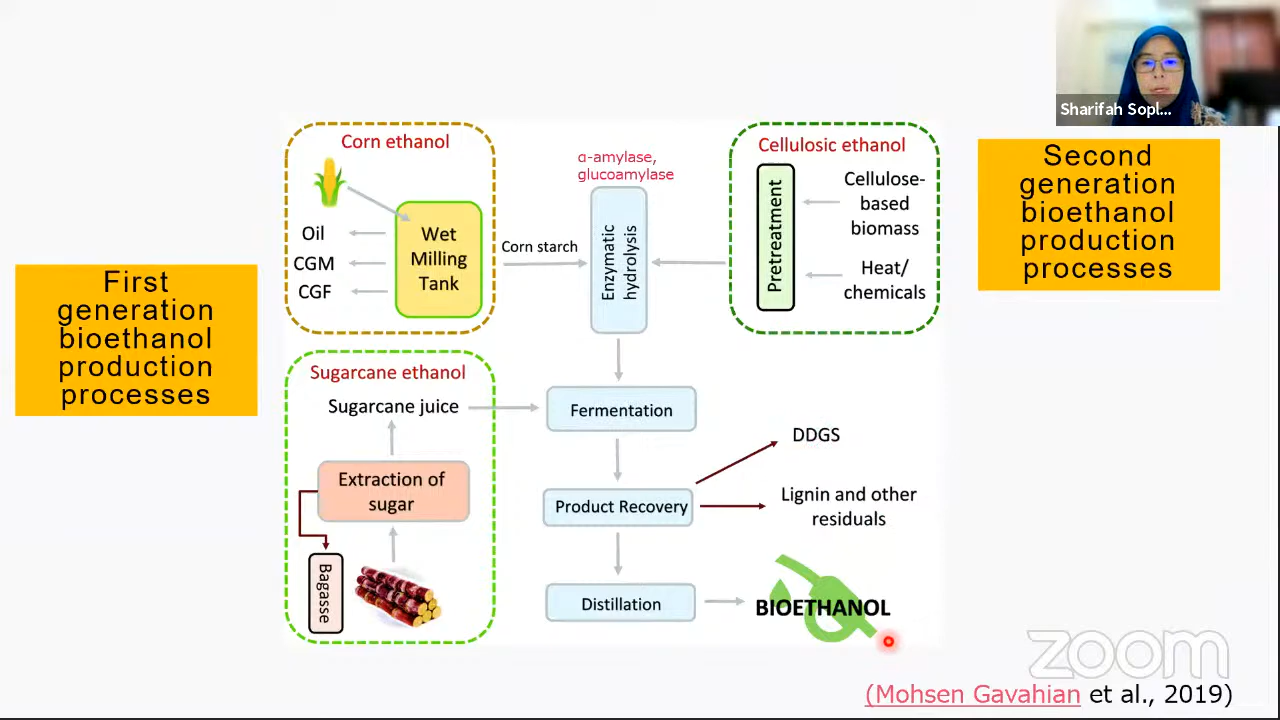 Sharifah Sopl...
First
generation
bioethanol
production
processes
Corn ethanol
Oil
CGM
CGF
Wet
Milling
Tank
Corn starch
α-amylase,
glucoamylase
Enzymatic
hydrolysis
Cellulosic ethanol
Pretreatment
Cellulose-
based
biomass
Heat/
chemicals
Second
generation
bioethanol
production
processes
Sugarcane ethanol
Sugarcane juice
Extraction of
sugar
Bagasse
Fermentation
Product Recovery
DDGS
Lignin and other
residuals
Distillation
BIOETHANOL
zoom
(Mohsen Gavahian et al., 2019)